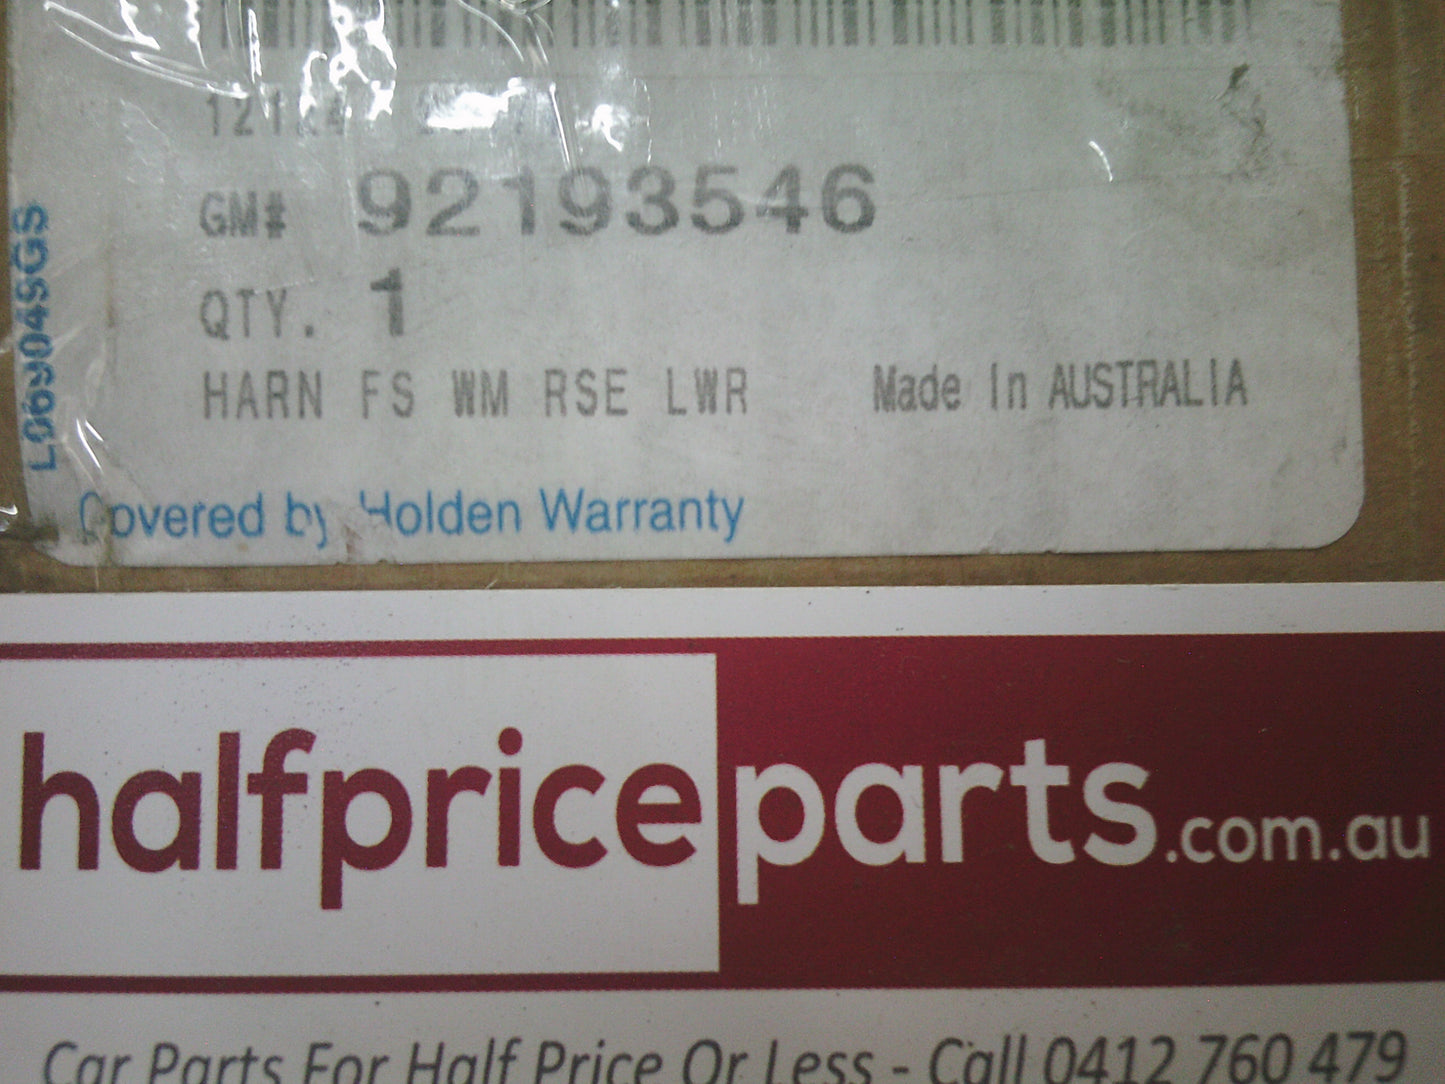 GM# 92193546
QTY. 1
HARN FS WM RSE LWR Made In AUSTRALIA
Covered by Holden Warranty
L06904SGS
halfpriceparts.com.au
Car Parts For Half Price Or Less - Call 0412 760 479